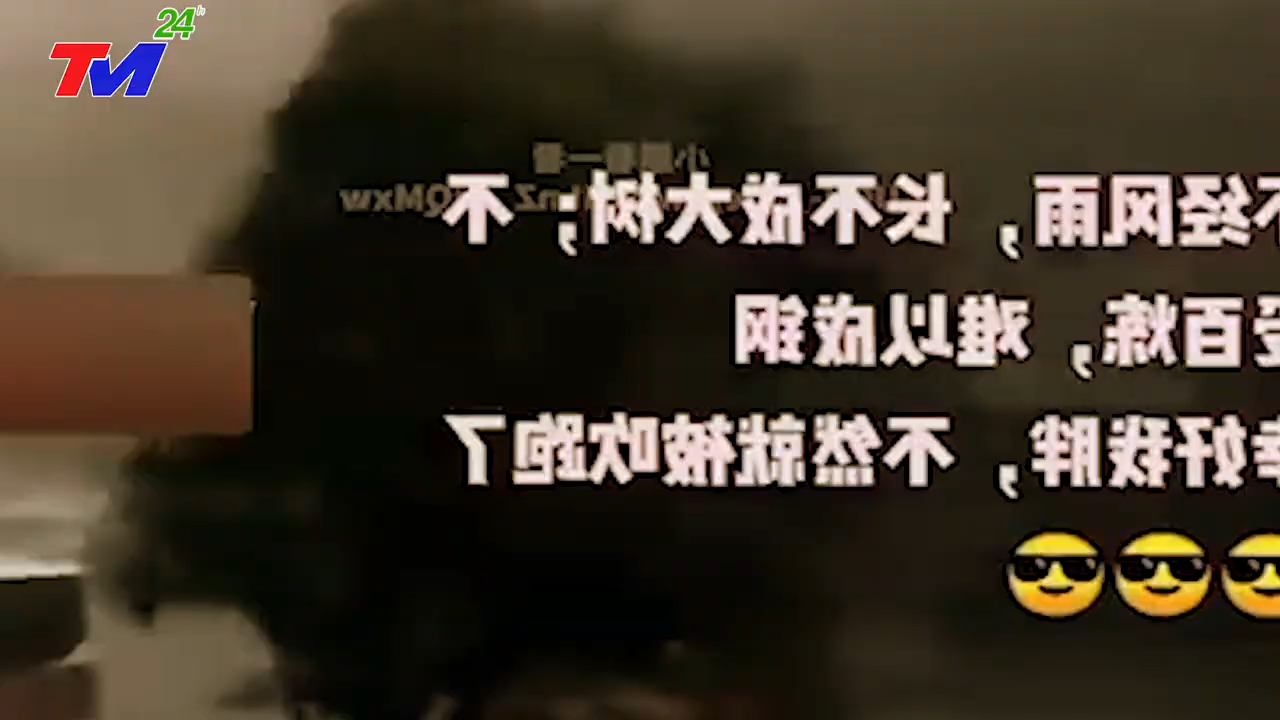 24h
TM
不经风雨，长不成大树；不
受百炼，难以成钢
幸好我胖，不然就被吹跑了
😎😎😎